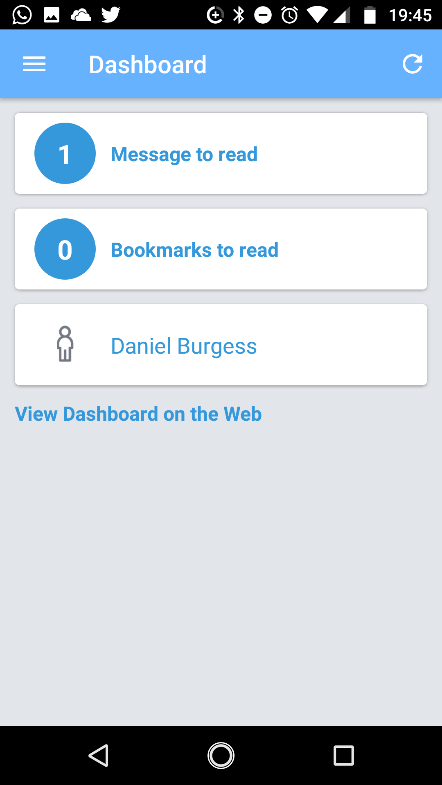 19:45
Dashboard
1 Message to read
0 Bookmarks to read
Daniel Burgess
View Dashboard on the Web